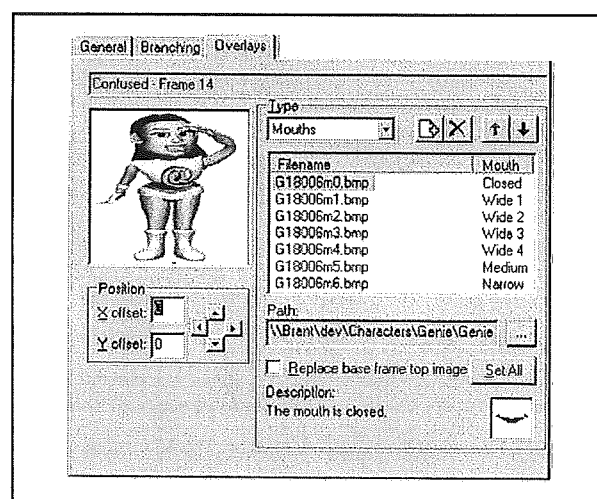 General Branching Overlays
Confused - Frame 14
Type
Mouths
Filename Mouth
G18006m0.bmp Closed
G18006m1.bmp Wide 1
G18006m2.bmp Wide 2
G18006m3.bmp Wide 3
G18006m4.bmp Wide 4
G18006m5.bmp Medium
G18006m6.bmp Narrow
Position
X offset:
Y offset: 0
Path:
\\Brant\dev\Characters\Genie\Genie ...
Replace base frame top image Set All
Description:
The mouth is closed.